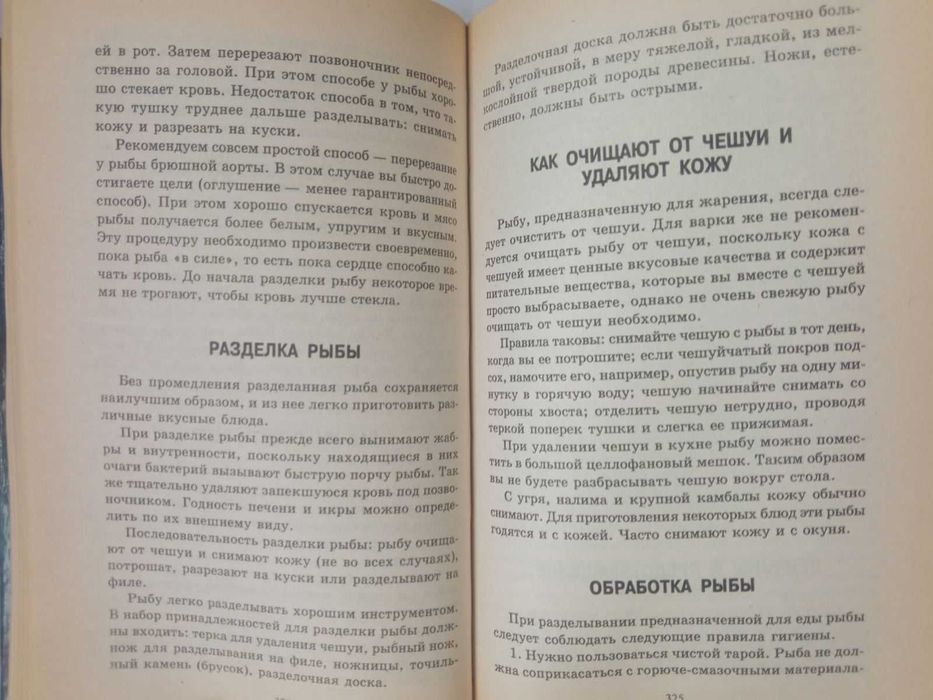 ей в рот. Затем перерезают позвоночник непосред-
ственно за головой. При этом способе у рыбы хоро-
шо стекает кровь. Недостаток способа в том, что та-
кую тушку труднее дальше разделывать: снимать
кожу и разрезать на куски.
Рекомендуем совсем простой способ — перерезание
у рыбы брюшной аорты. В этом случае вы быстро до-
стигаете цели (оглушение — менее гарантированный
способ). При этом хорошо спускается кровь и мясо
рыбы получается более белым, упругим и вкусным.
Эту процедуру необходимо произвести своевременно,
пока рыба «в силе», то есть пока сердце способно ка-
чать кровь. До начала разделки рыбу некоторое вре-
мя не трогают, чтобы кровь лучше стекла.
РАЗДЕЛКА РЫБЫ
Без промедления разделанная рыба сохраняется
наилучшим образом, и из нее легко приготовить раз-
личные вкусные блюда.
При разделке рыбы прежде всего вынимают жаб-
ры и внутренности, поскольку находящиеся в них
очаги бактерий вызывают быструю порчу рыбы. Так
же тщательно удаляют запекшуюся кровь под позво-
ночником. Годность печени и икры можно опреде-
лить по их внешнему виду.
Последовательность разделки рыбы: рыбу очища-
ют от чешуи и снимают кожу (не во всех случаях),
потрошат, разрезают на куски или разделывают на
филе.
Рыбу легко разделывать хорошим инструментом.
В набор принадлежностей для разделки рыбы долж-
ны входить: терка для удаления чешуи, рыбный нож,
нож для разделывания на филе, ножницы, точиль-
ный камень (брусок), разделочная доска.
Разделочная доска должна быть достаточно боль-
шой, устойчивой, в меру тяжелой, гладкой, из мел-
кослойной твердой породы древесины. Ножи, есте-
ственно, должны быть острыми.
КАК ОЧИЩАЮТ ОТ ЧЕШУИ И
УДАЛЯЮТ КОЖУ
Рыбу, предназначенную для жарения, всегда сле-
дует очистить от чешуи. Для варки же не рекомен-
дуется очищать рыбу от чешуи, поскольку кожа с
чешуей имеет ценные вкусовые качества и содержит
питательные вещества, которые вы вместе с чешуей
просто выбрасываете, однако не очень свежую рыбу
очищать от чешуи необходимо.
Правила таковы: снимайте чешую с рыбы в тот день,
когда вы ее потрошите; если чешуйчатый покров под-
сох, намочите его, например, опустив рыбу на одну ми-
нутку в горячую воду; чешую начинайте снимать со
стороны хвоста; отделить чешую нетрудно, проводя
теркой поперек тушки и слегка ее прижимая.
При удалении чешуи в кухне рыбу можно помес-
тить в большой целлофановый мешок. Таким образом
вы не будете разбрасывать чешую вокруг стола.
С угря, налима и крупной камбалы кожу обычно
снимают. Для приготовления некоторых блюд эти рыбы
годятся и с кожей. Часто снимают кожу и с окуня.
ОБРАБОТКА РЫБЫ
При разделывании предназначенной для еды рыбы
следует соблюдать следующие правила гигиены.
1. Нужно пользоваться чистой тарой. Рыба не до-
лжна соприкасаться с горюче-смазочными материала-
325